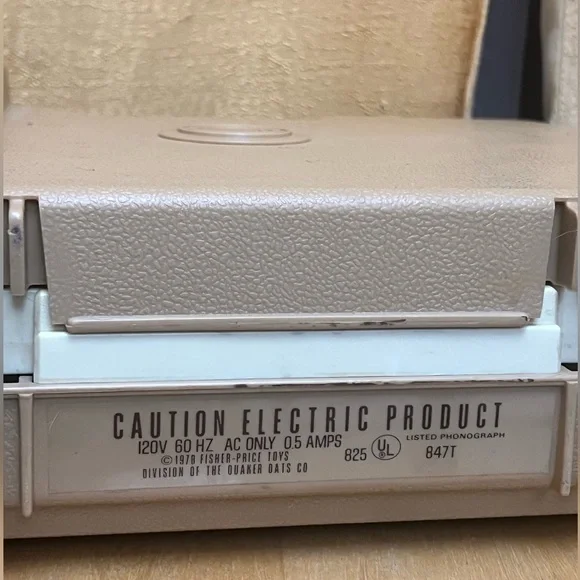 CAUTION ELECTRIC PRODUCT
120V 60 HZ AC ONLY 0.5 AMPS
© 1978 FISHER-PRICE TOYS
DIVISION OF THE QUAKER OATS CO
825 UL LISTED PHONOGRAPH
847T